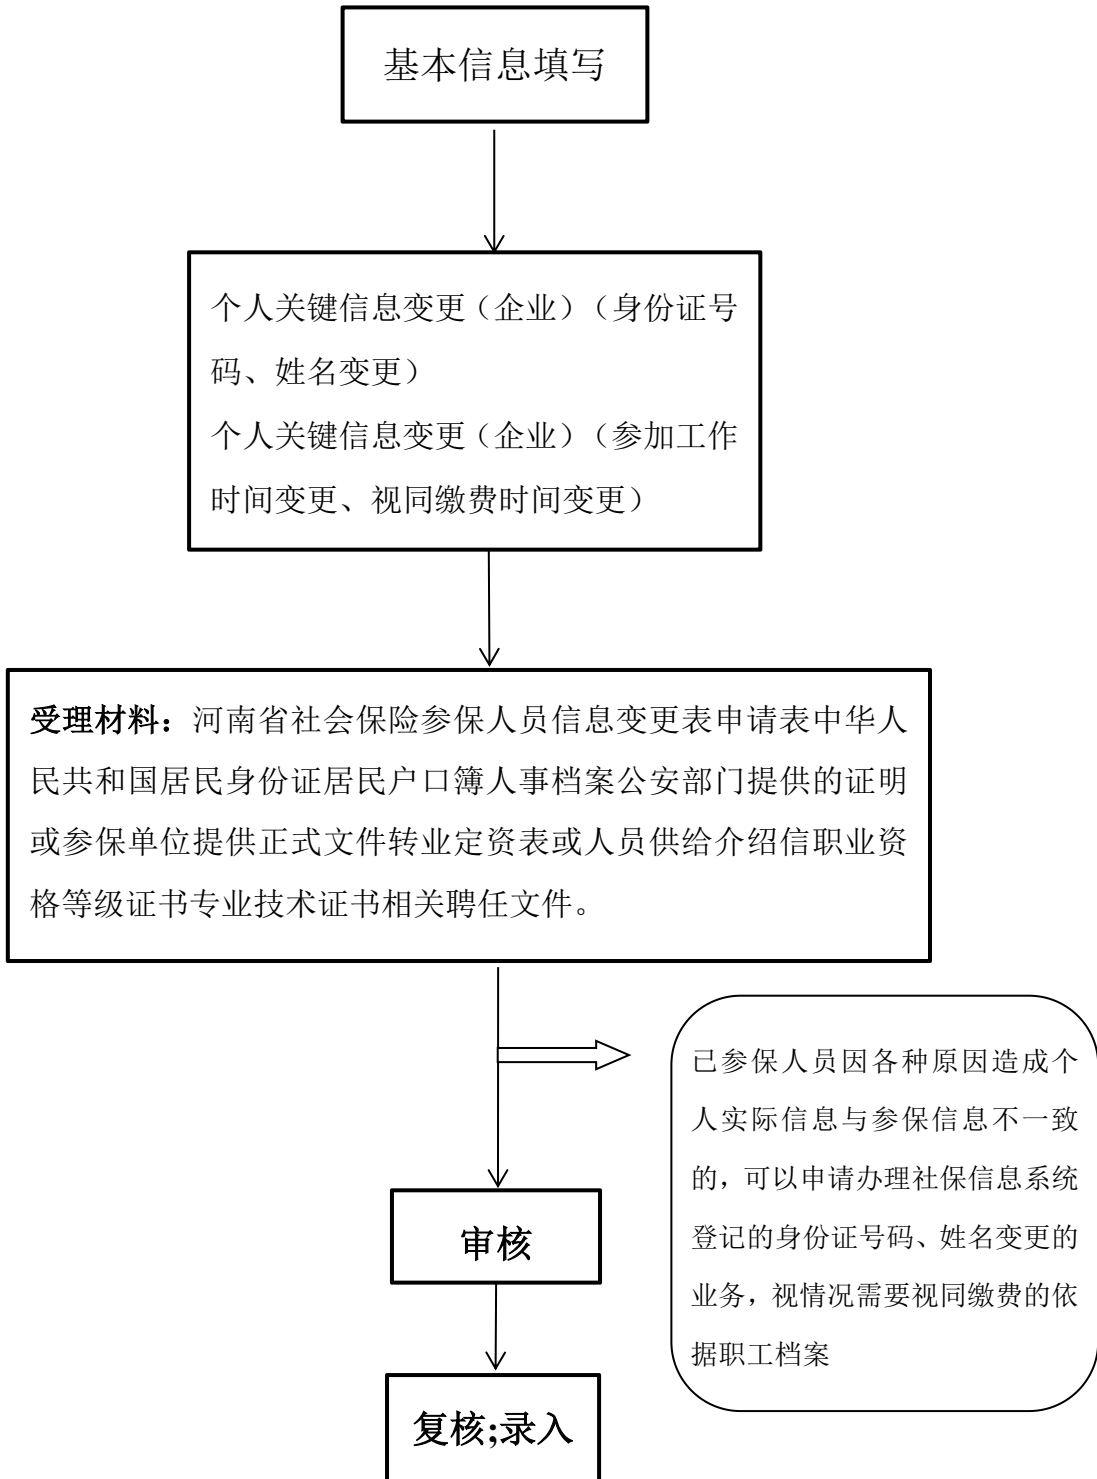 基本信息填写
个人关键信息变更（企业）（身份证号
码、姓名变更）
个人关键信息变更（企业）（参加工作
时间变更、视同缴费时间变更）
受理材料：河南省社会保险参保人员信息变更表申请表中华人
民共和国居民身份证居民户口簿人事档案公安部门提供的证明
或参保单位提供正式文件转业定资表或人员供给介绍信职业资
格等级证书专业技术证书相关聘任文件。
已参保人员因各种原因造成个
人实际信息与参保信息不一致
的，可以申请办理社保信息系统
登记的身份证号码、姓名变更的
业务，视情况需要视同缴费的依
据职工档案
审核
复核;录入